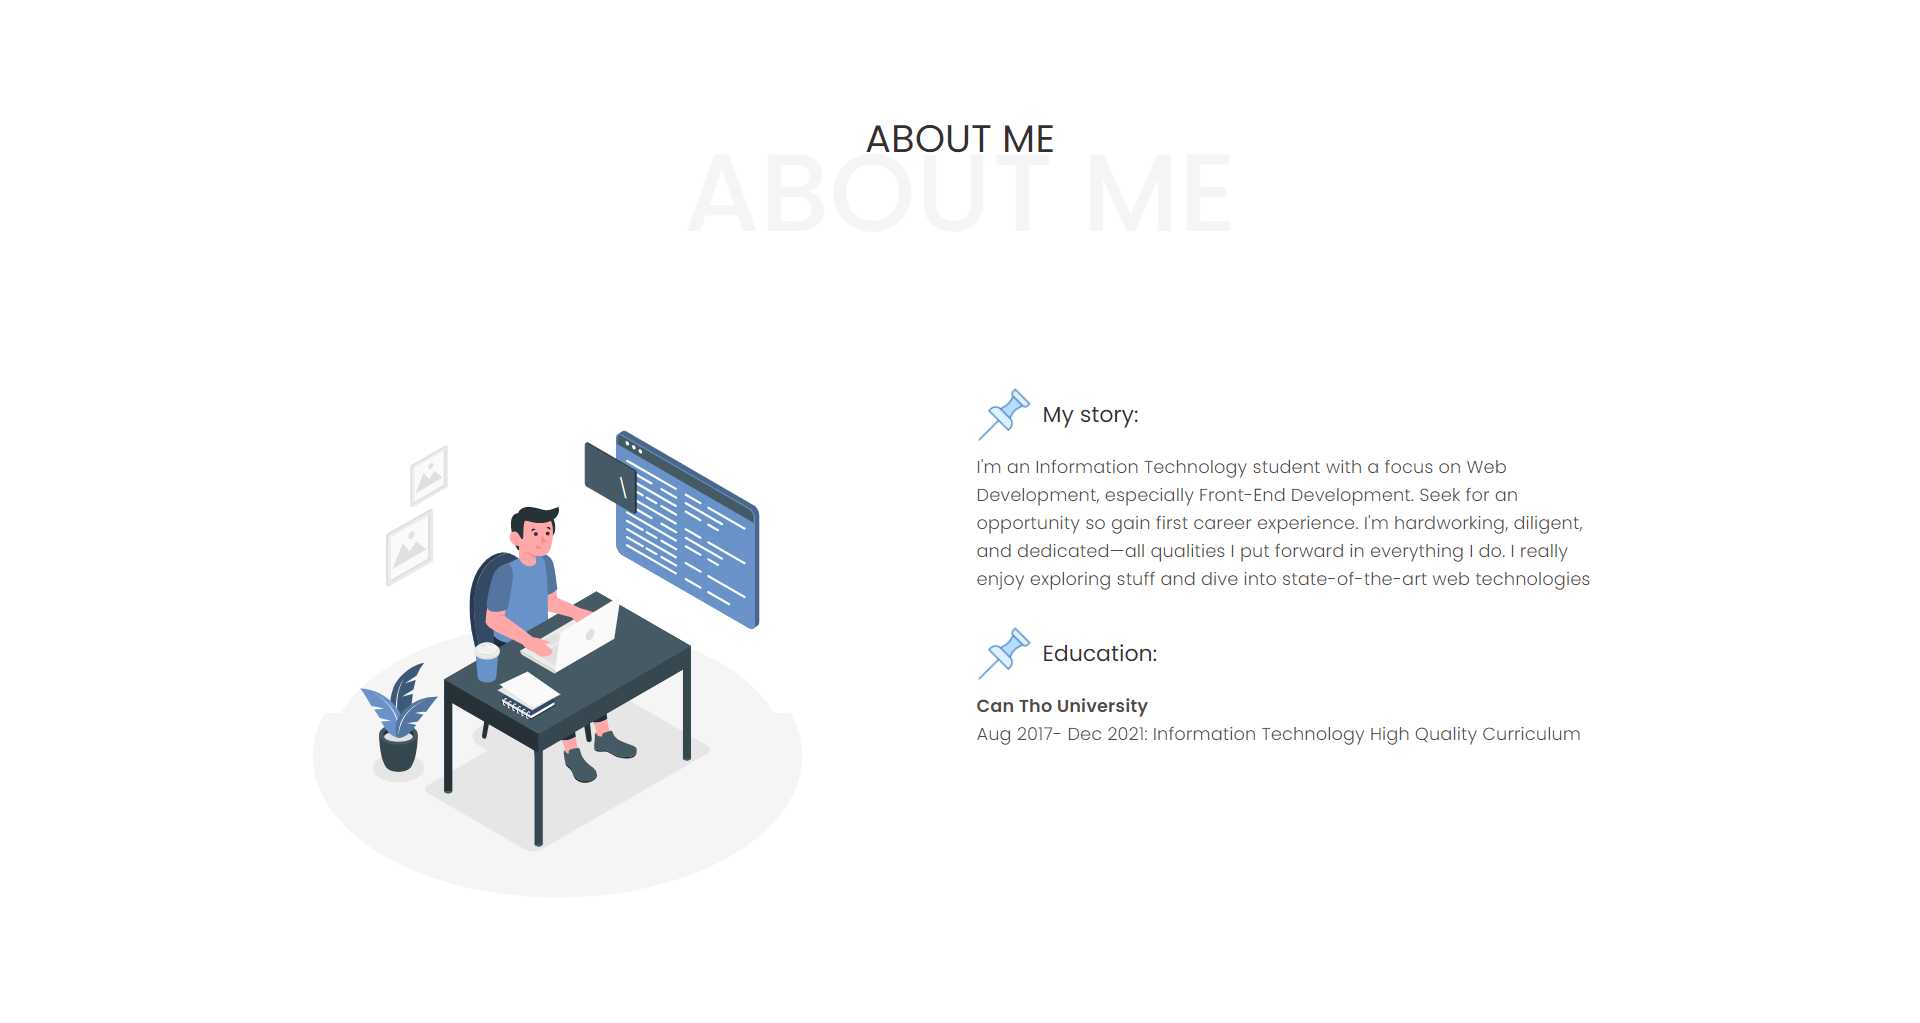 ABOUT ME
ABOUT ME
My story:
I'm an Information Technology student with a focus on Web
Development, especially Front-End Development. Seek for an
opportunity so gain first career experience. I'm hardworking, diligent,
and dedicated—all qualities I put forward in everything I do. I really
enjoy exploring stuff and dive into state-of-the-art web technologies
Education:
Can Tho University
Aug 2017- Dec 2021: Information Technology High Quality Curriculum